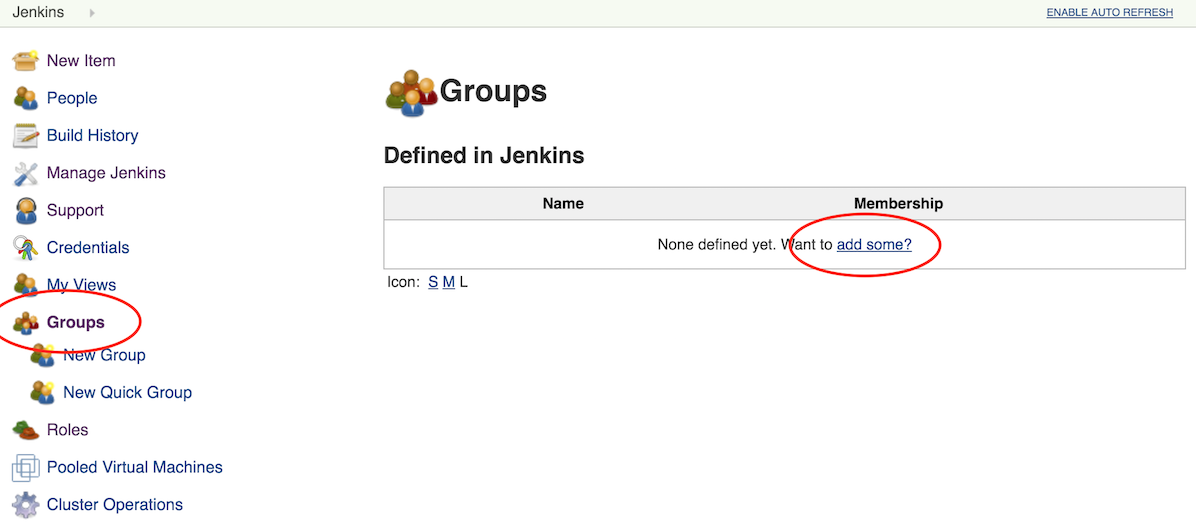 Jenkins
ENABLE AUTO REFRESH
New Item
People
Build History
Manage Jenkins
Support
Credentials
My Views
Groups
New Group
New Quick Group
Roles
Pooled Virtual Machines
Cluster Operations
Groups
Defined in Jenkins
Name Membership
None defined yet. Want to add some?
Icon: S M L